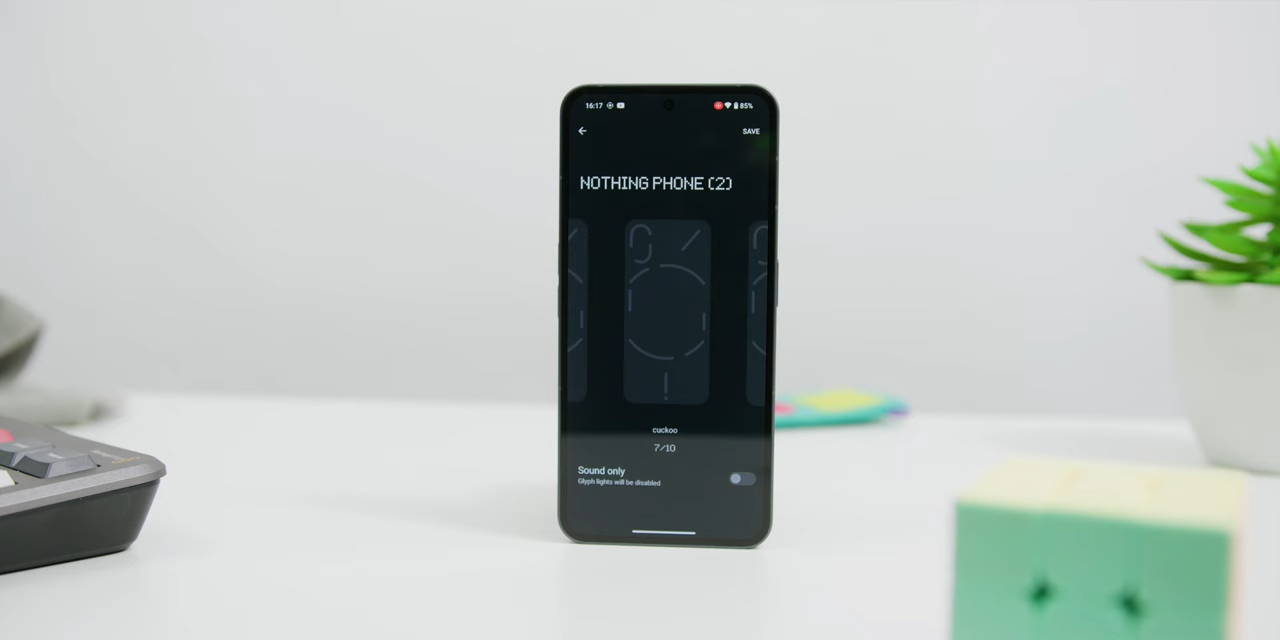 16:17 85%
SAVE
NOTHING PHONE (2)
cuckoo
7/10
Sound only
Glyph lights will be disabled